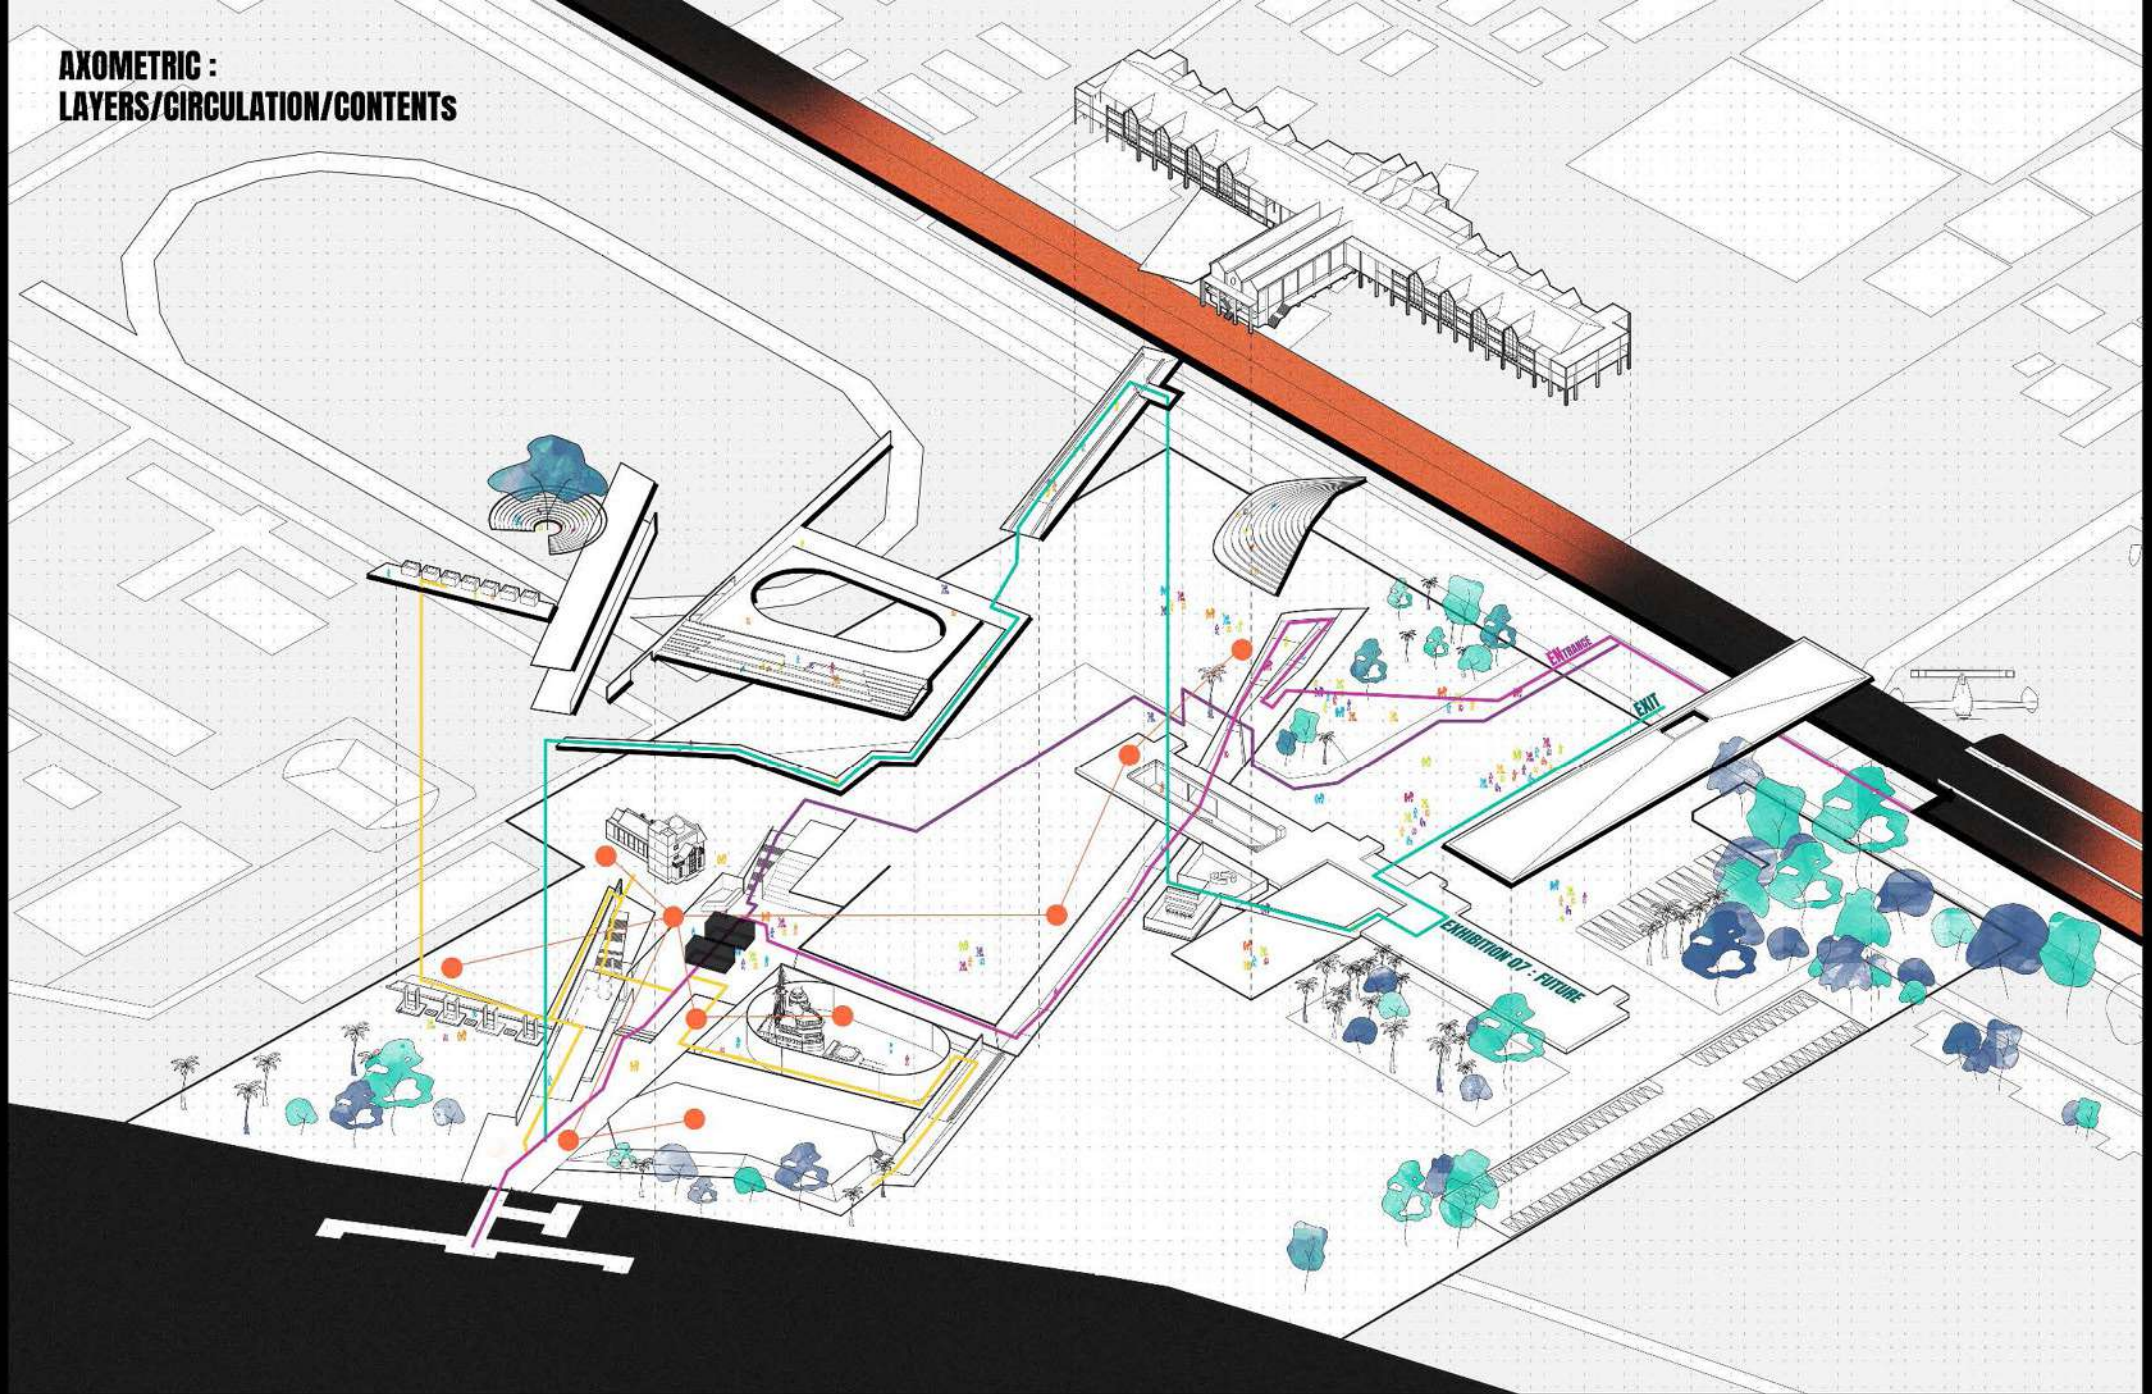 AXOMETRIC :
LAYERS/CIRCULATION/CONTENTs
ENTRANCE
EXIT
EXHIBITION 07 : FUTURE